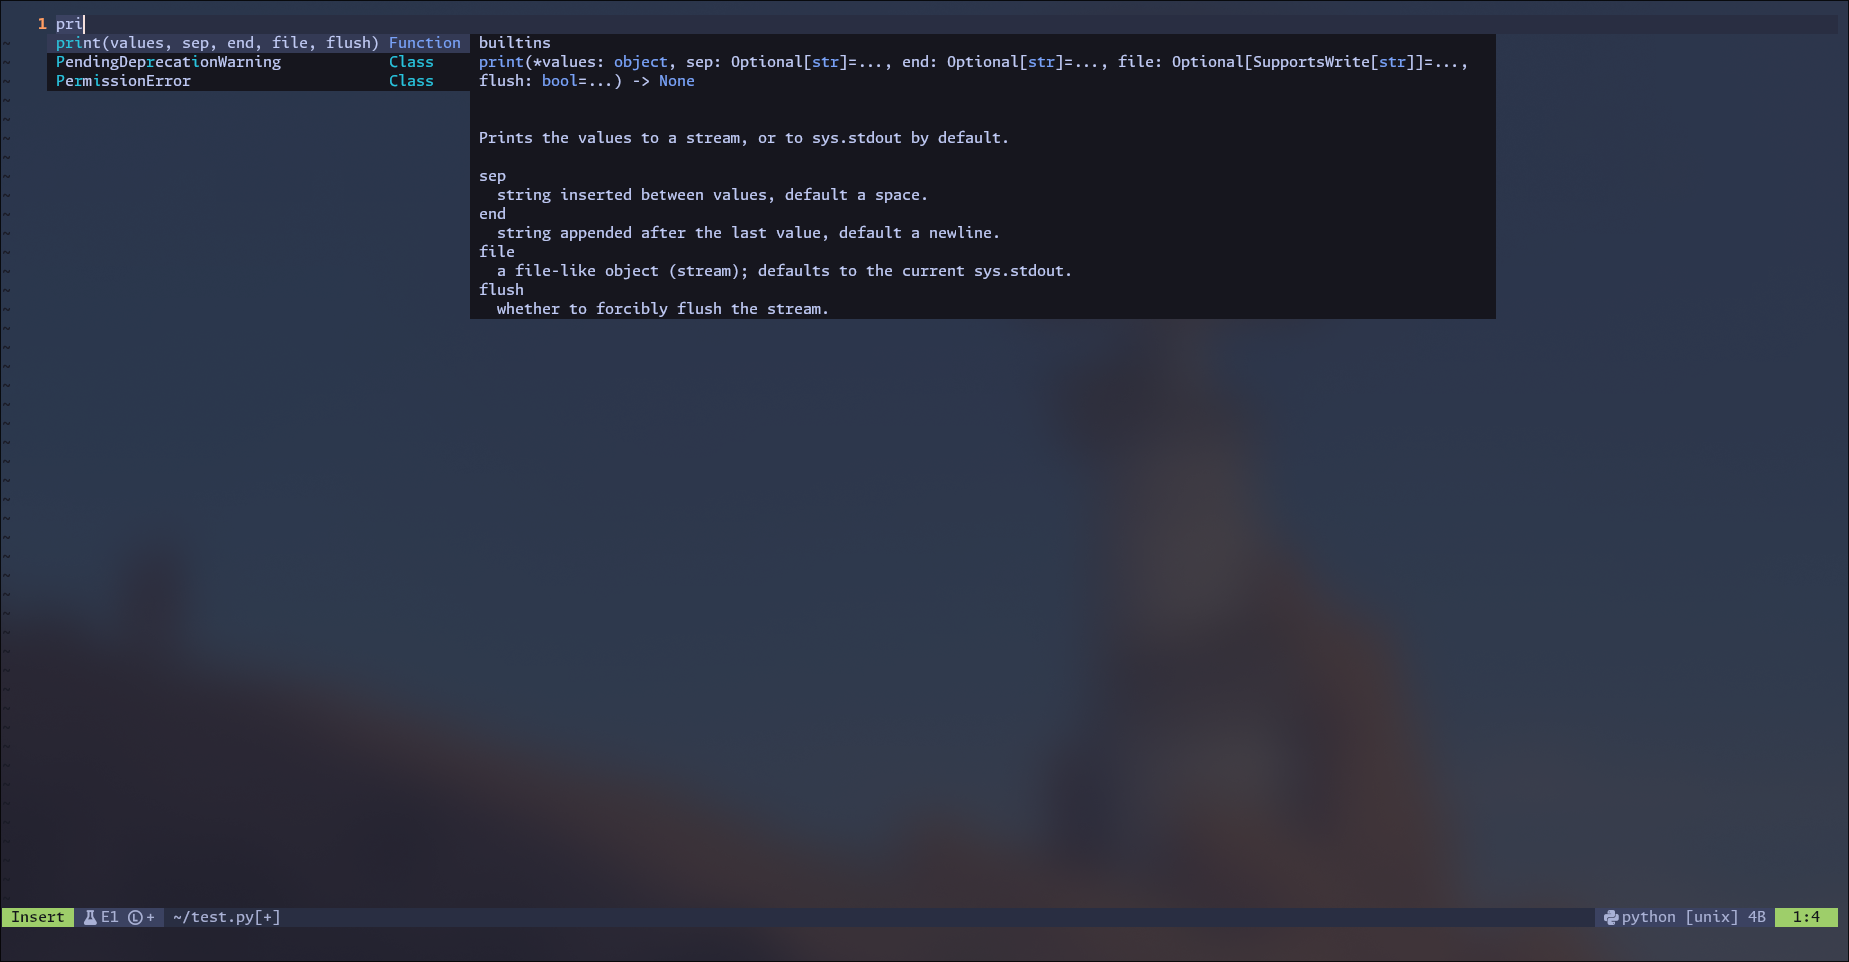 1 pri
print(values, sep, end, file, flush) Function
PendingDeprecationWarning Class
PermissionError Class
builtins
print(*values: object, sep: Optional[str]=..., end: Optional[str]=..., file: Optional[SupportsWrite[str]]=...,
flush: bool=...) -> None
Prints the values to a stream, or to sys.stdout by default.
sep
string inserted between values, default a space.
end
string appended after the last value, default a newline.
file
a file-like object (stream); defaults to the current sys.stdout.
flush
whether to forcibly flush the stream.
Insert E1 Ⓛ+ ~/test.py[+] python [unix] 4B 1:4